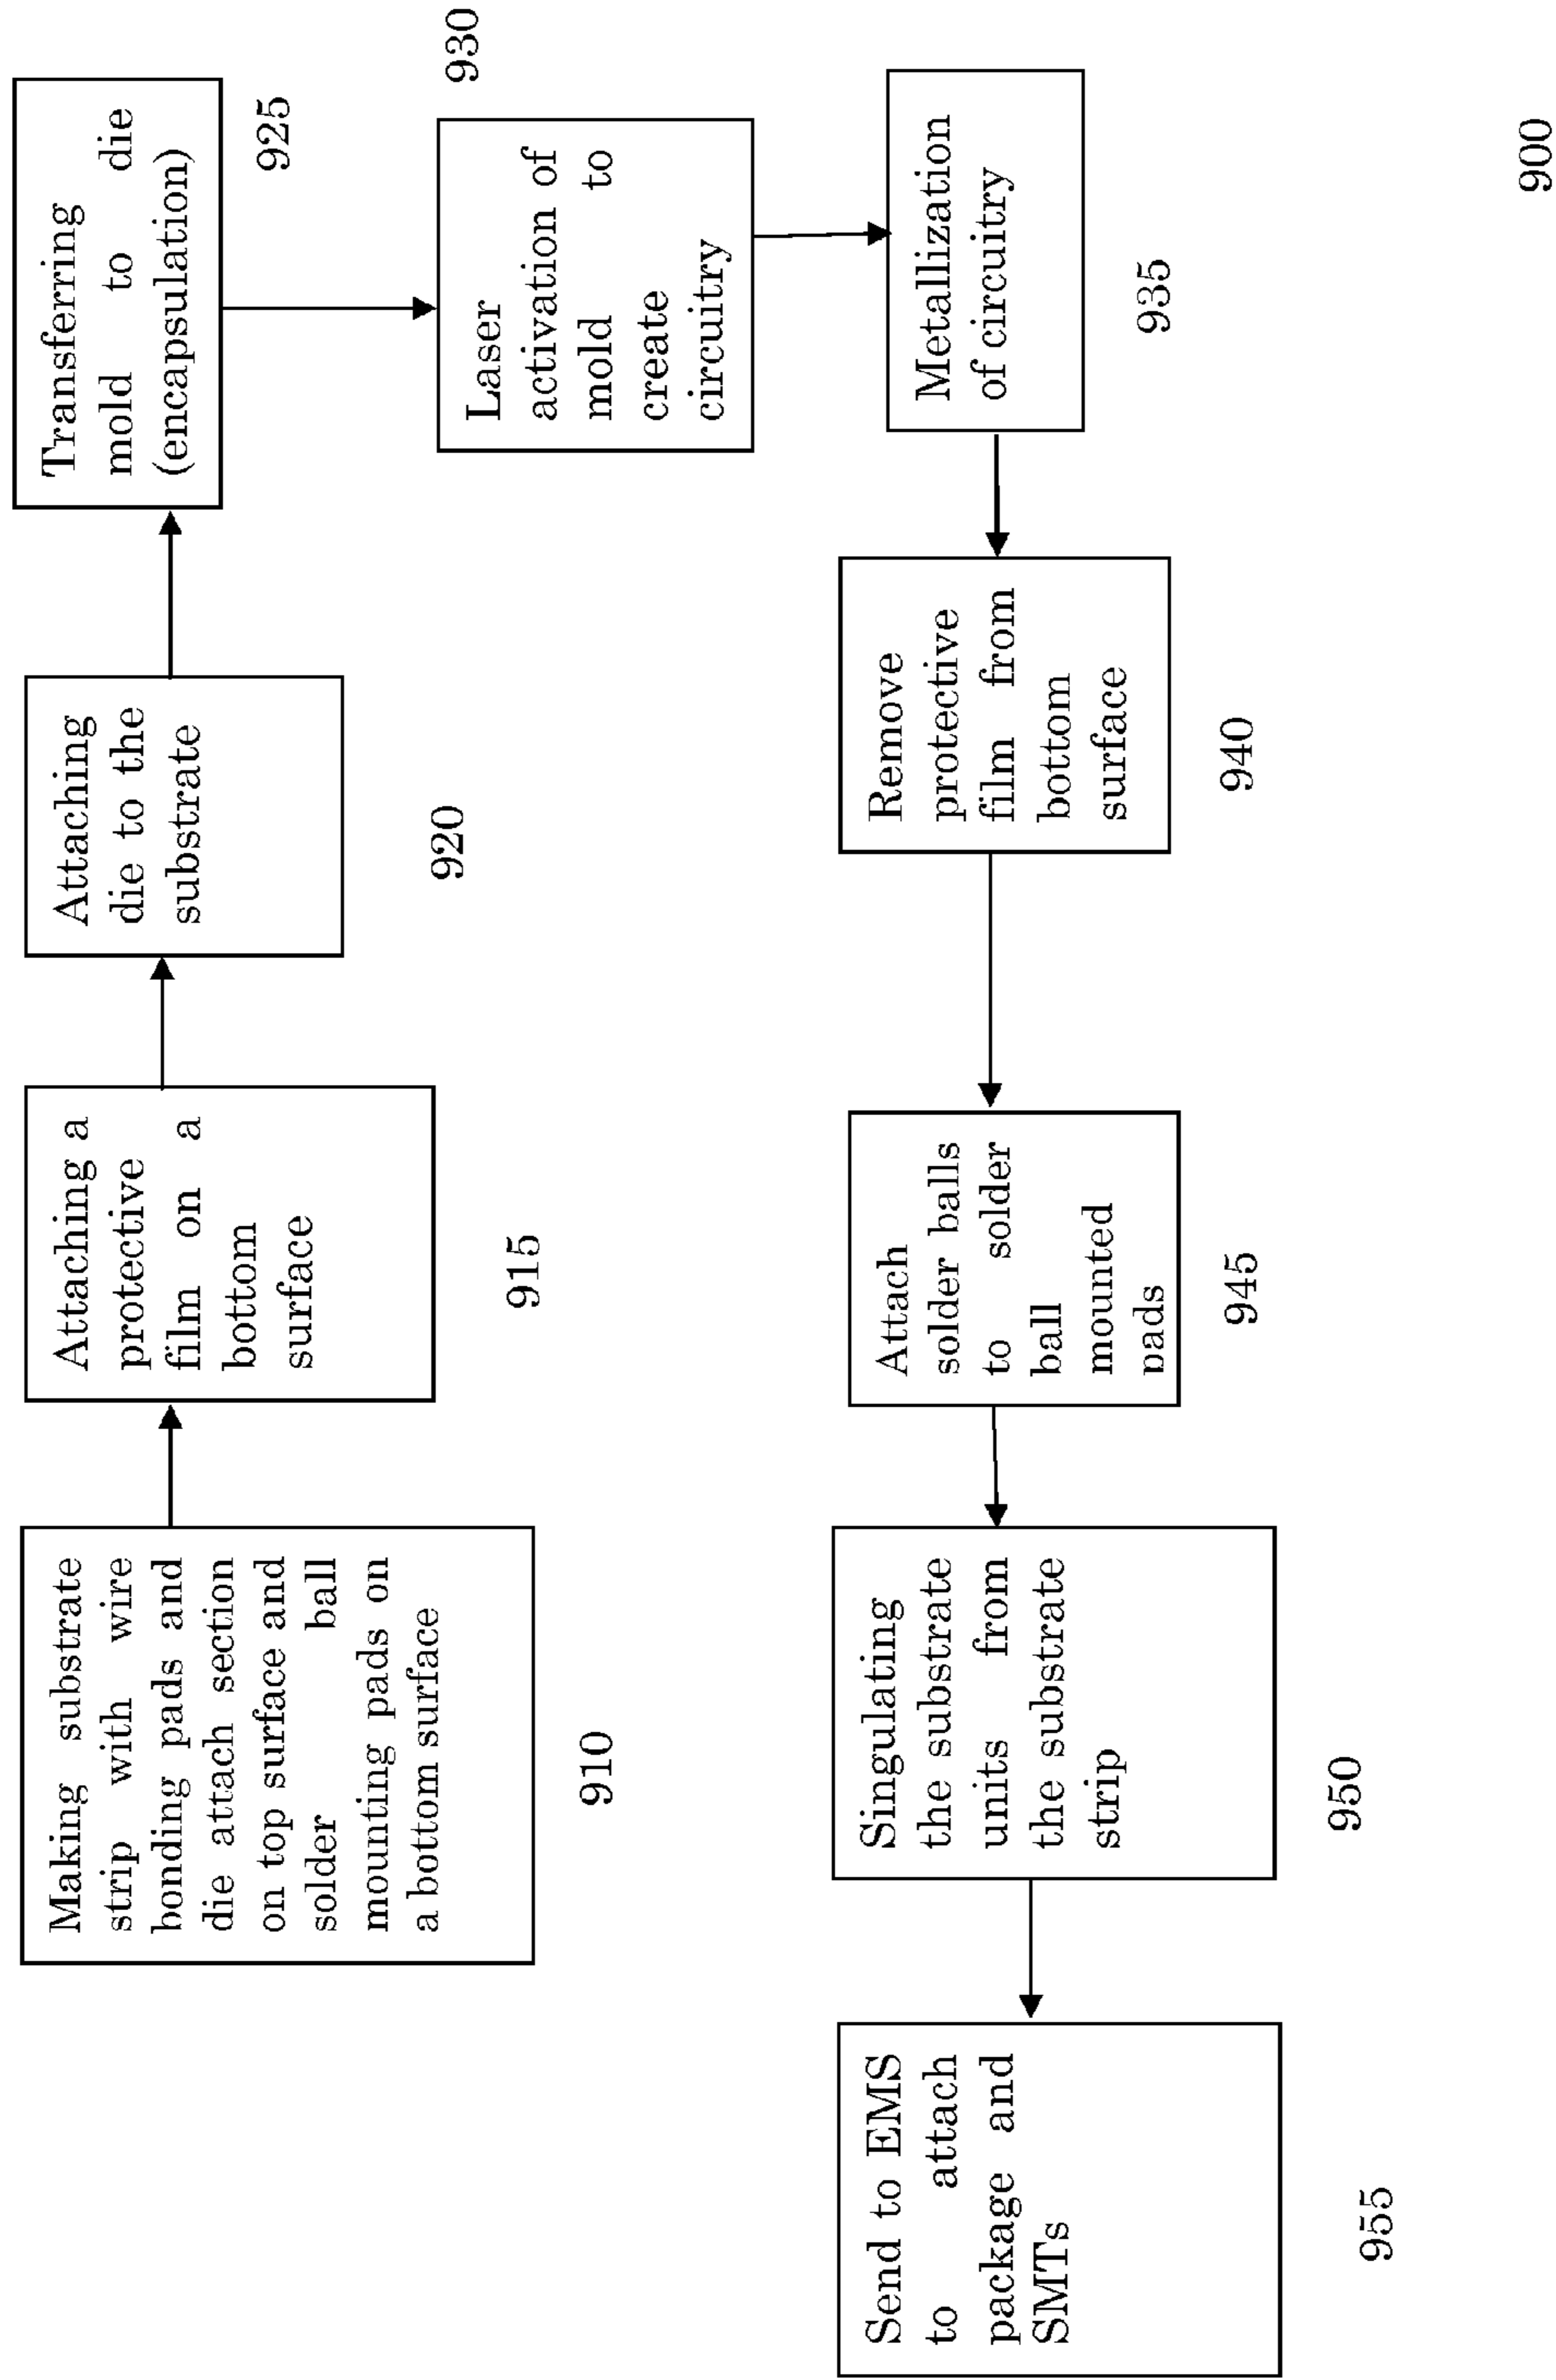 Making substrate
strip with wire
bonding pads and
die attach section
on top surface and
solder ball
mounting pads on
a bottom surface
910
Attaching a
protective
film on a
bottom
surface
915
Attaching
die to the
substrate
920
Transferring
mold to die
(encapsulation)
925
Laser
activation of
mold to
create
circuitry
930
Metallization
of circuitry
935
Remove
protective
film from
bottom
surface
940
Attach
solder balls
to solder
ball
mounted
pads
945
Singulating
the substrate
units from
the substrate
strip
950
Send to EMS
to attach
package and
SMTs
955
900